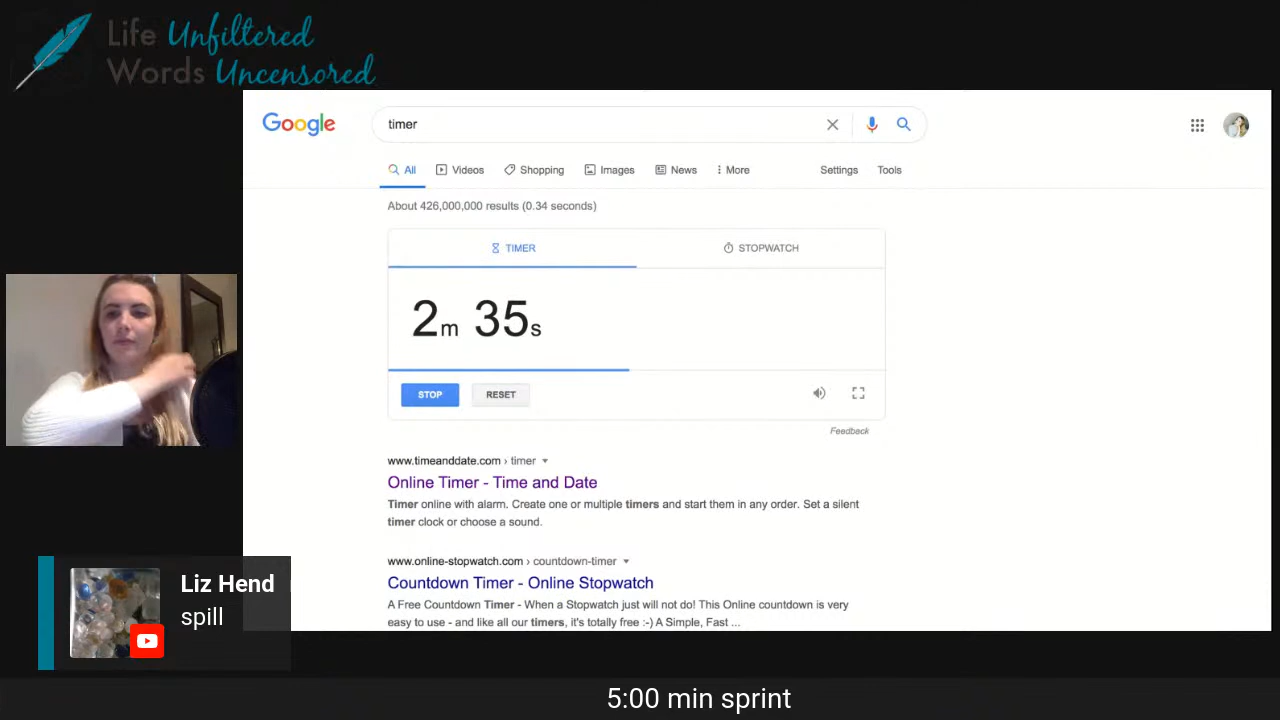 Life Unfiltered
Words Uncensored
Google
timer
All
Videos
Shopping
Images
News
More
Settings
Tools
About 426,000,000 results (0.34 seconds)
TIMER
STOPWATCH
2m 35s
STOP
RESET
Feedback
www.timeanddate.com › timer
Online Timer - Time and Date
Timer online with alarm. Create one or multiple timers and start them in any order. Set a silent
timer clock or choose a sound.
www.online-stopwatch.com › countdown-timer
Countdown Timer - Online Stopwatch
A Free Countdown Timer - When a Stopwatch just will not do! This Online countdown is very
easy to use - and like all our timers, it's totally free :-) A Simple, Fast ...
Liz Hend
spill
5:00 min sprint